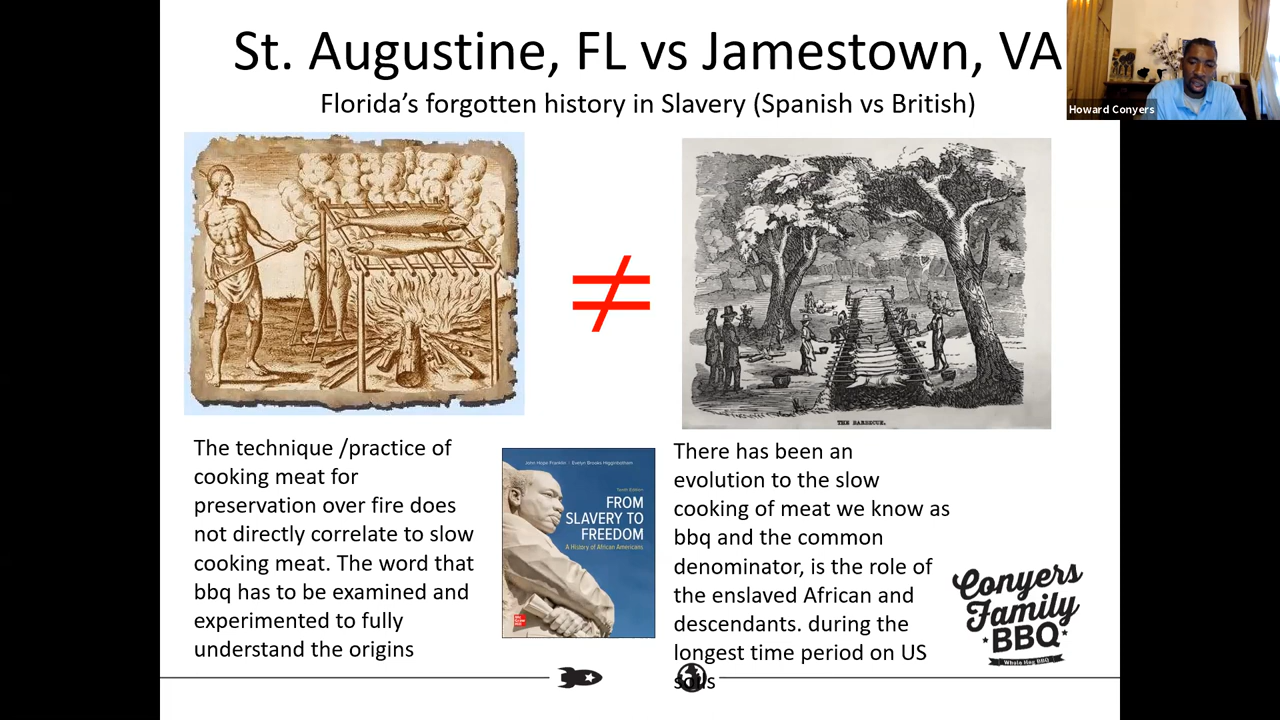 St. Augustine, FL vs Jamestown, VA
Florida's forgotten history in Slavery (Spanish vs British)
Howard Conyers
THE BARBECUE.
The technique /practice of
cooking meat for
preservation over fire does
not directly correlate to slow
cooking meat. The word that
bbq has to be examined and
experimented to fully
understand the origins
John Hope Franklin | Evelyn Brooks Higginbotham
Tenth Edition
FROM
SLAVERY TO
FREEDOM
A History of African Americans
There has been an
evolution to the slow
cooking of meat we know as
bbq and the common
denominator, is the role of
the enslaved African and
descendants. during the
longest time period on US
soils
Conyers
Family
BBQ
Whole Hog BBQ